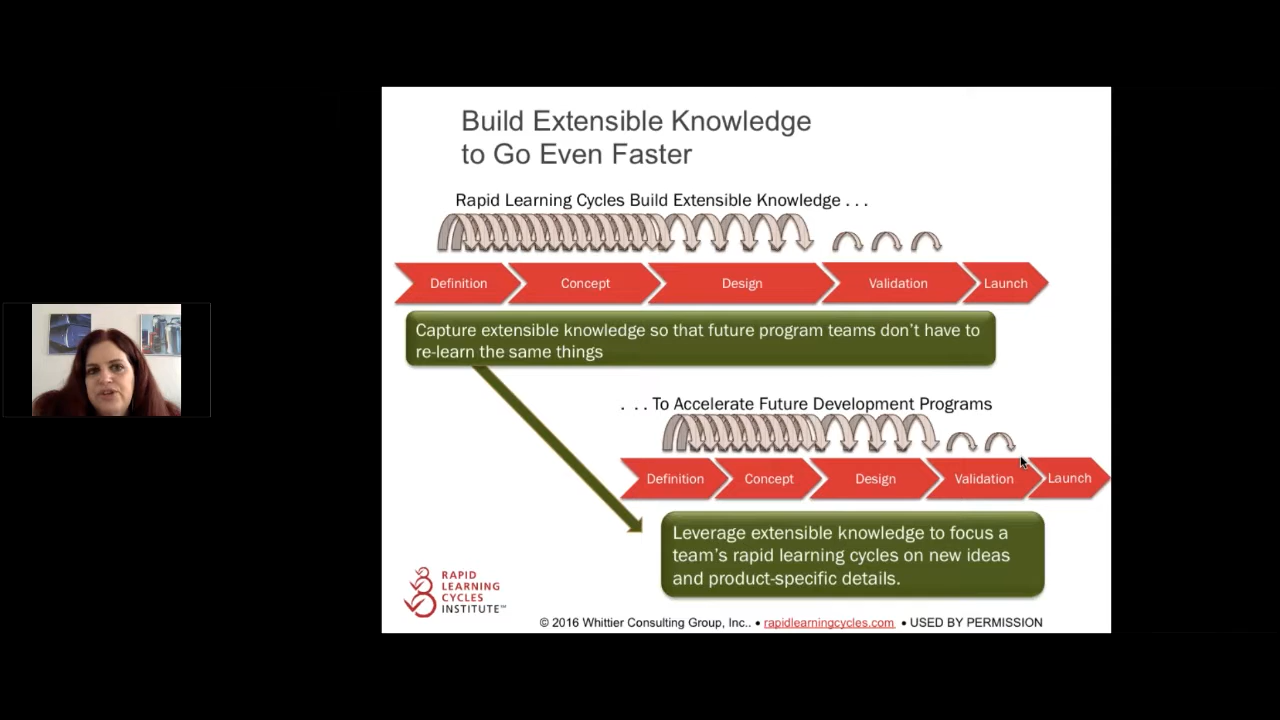 Build Extensible Knowledge
to Go Even Faster
Rapid Learning Cycles Build Extensible Knowledge . . .
Definition
Concept
Design
Validation
Launch
Capture extensible knowledge so that future program teams don't have to
re-learn the same things
. . . To Accelerate Future Development Programs
Definition
Concept
Design
Validation
Launch
Leverage extensible knowledge to focus a
team's rapid learning cycles on new ideas
and product-specific details.
RAPID
LEARNING
CYCLES
INSTITUTE™
© 2016 Whittier Consulting Group, Inc.. • rapidlearningcycles.com • USED BY PERMISSION